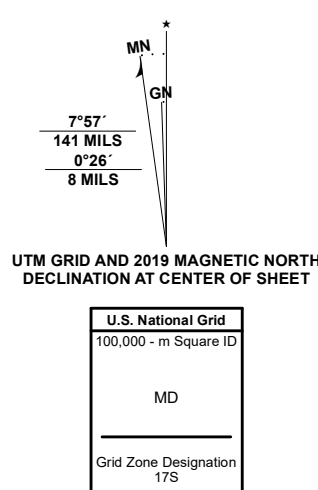 MN
GN
7°57´
141 MILS
0°26´
8 MILS
UTM GRID AND 2019 MAGNETIC NORTH
DECLINATION AT CENTER OF SHEET
U.S. National Grid
100,000 - m Square ID
MD
Grid Zone Designation
17S